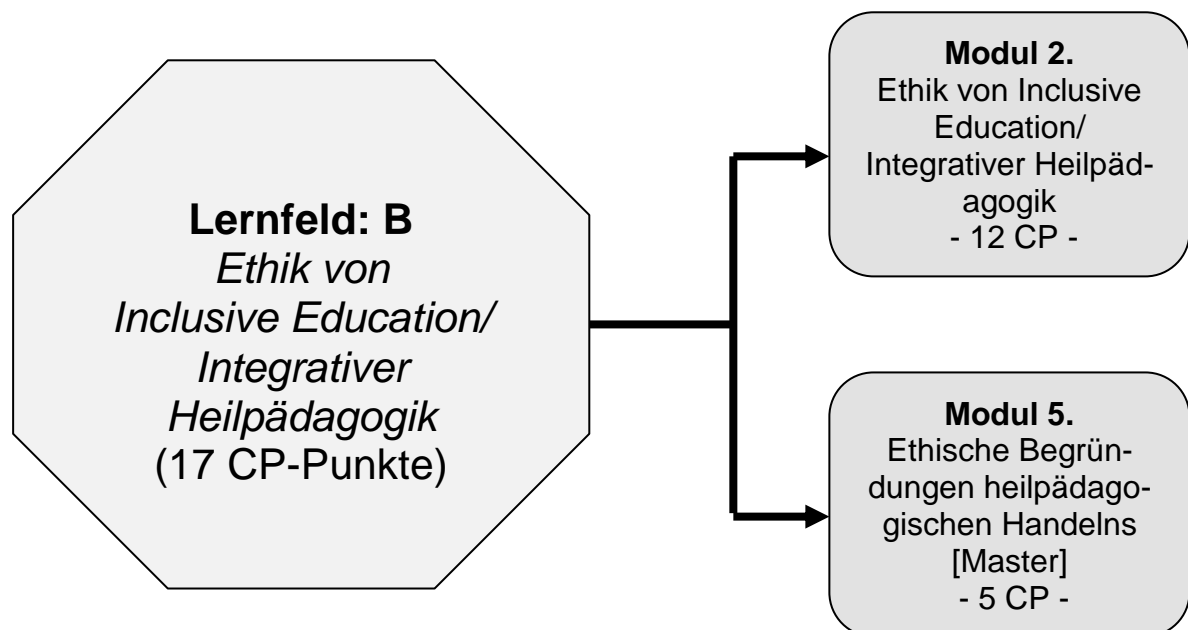 Lernfeld: B
Ethik von
Inclusive Education/
Integrativer
Heilpädagogik
(17 CP-Punkte)
Modul 2.
Ethik von Inclusive
Education/
Integrativer Heilpäd-
agogik
- 12 CP -
Modul 5.
Ethische Begrün-
dungen heilpädago-
gischen Handelns
[Master]
- 5 CP -